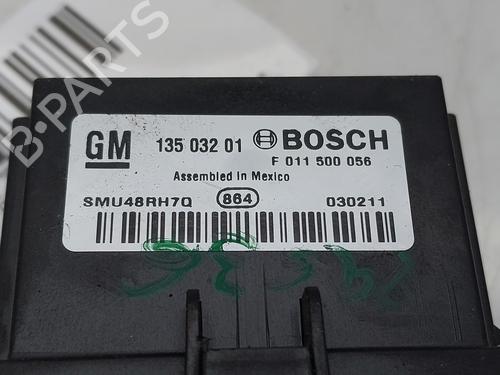 B-PARTS
GM 135 032 01 BOSCH
F 011 500 056
Assembled in Mexico
SMU48RH7Q 864 030211